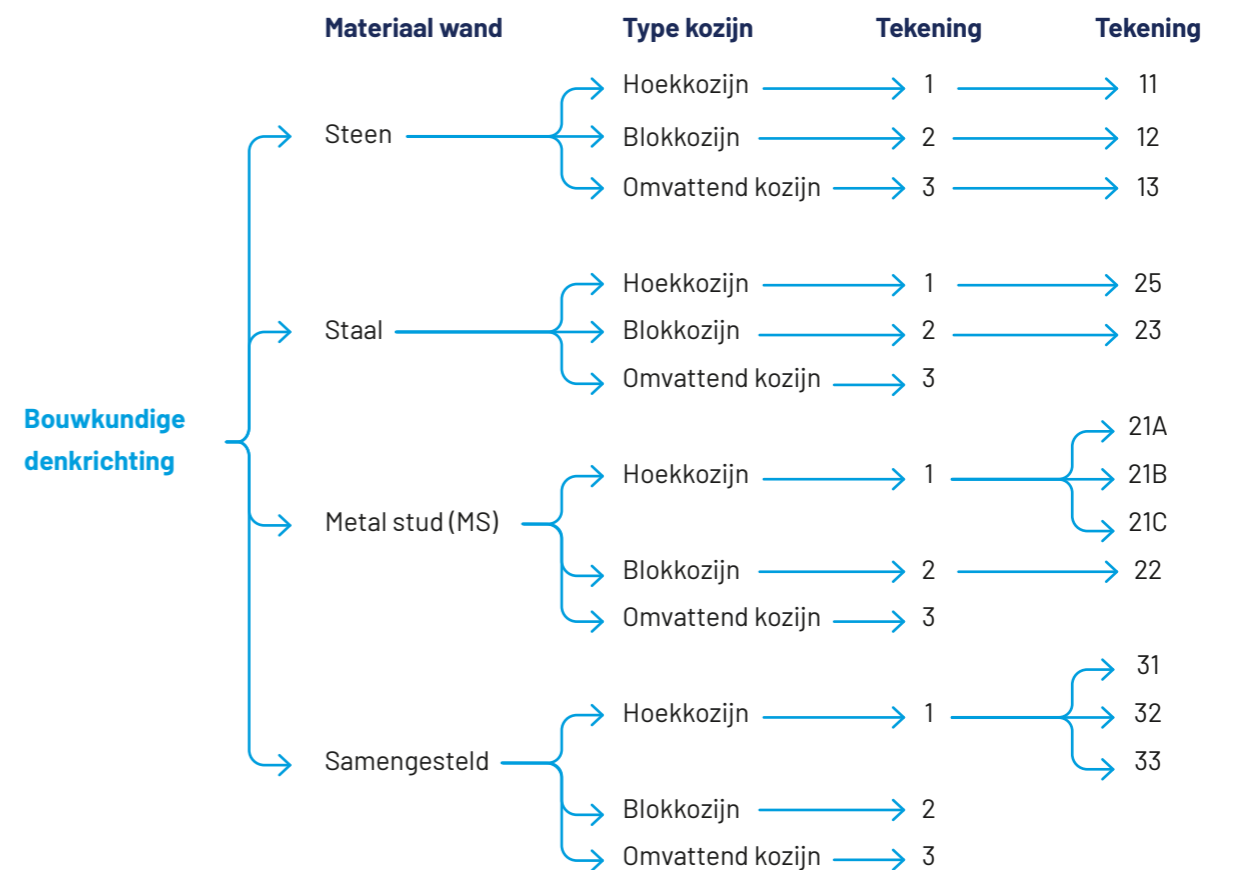 Materiaal wand Type kozijn Tekening Tekening
Hoekkozijn 1 11
Steen Blokkozijn 2 12
Omvattend kozijn 3 13
Hoekkozijn 1 25
Staal Blokkozijn 2 23
Omvattend kozijn 3
Bouwkundige
denkrichting
21A
Hoekkozijn 1 21B
21C
Metal stud (MS)
Blokkozijn 2 22
Omvattend kozijn 3
31
Hoekkozijn 1 32
33
Samengesteld
Blokkozijn 2
Omvattend kozijn 3